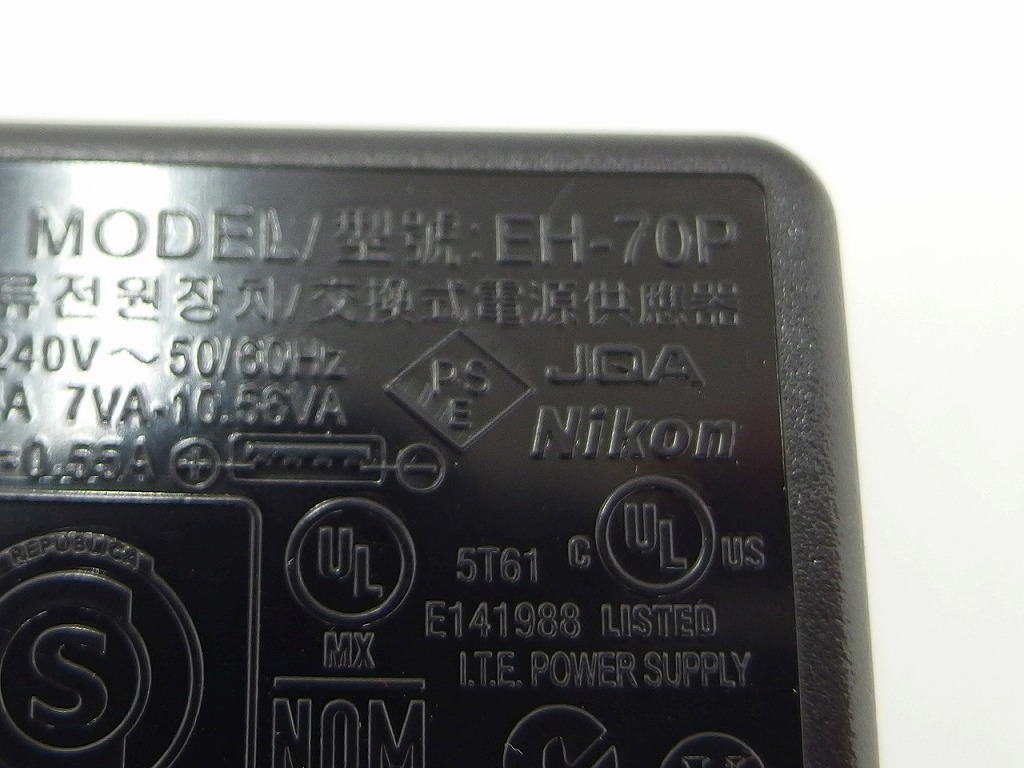 MODEL/型號: EH-70P
류전원장치/交換式電源供應器
240V ～ 50/60Hz
PSE JQA
A 7VA-10.56VA
Nikon
=0.55A + −
REPUBLICA
UL
5T61 C UL US
S
E141988 LISTED
MX
I.T.E. POWER SUPPLY
NOM